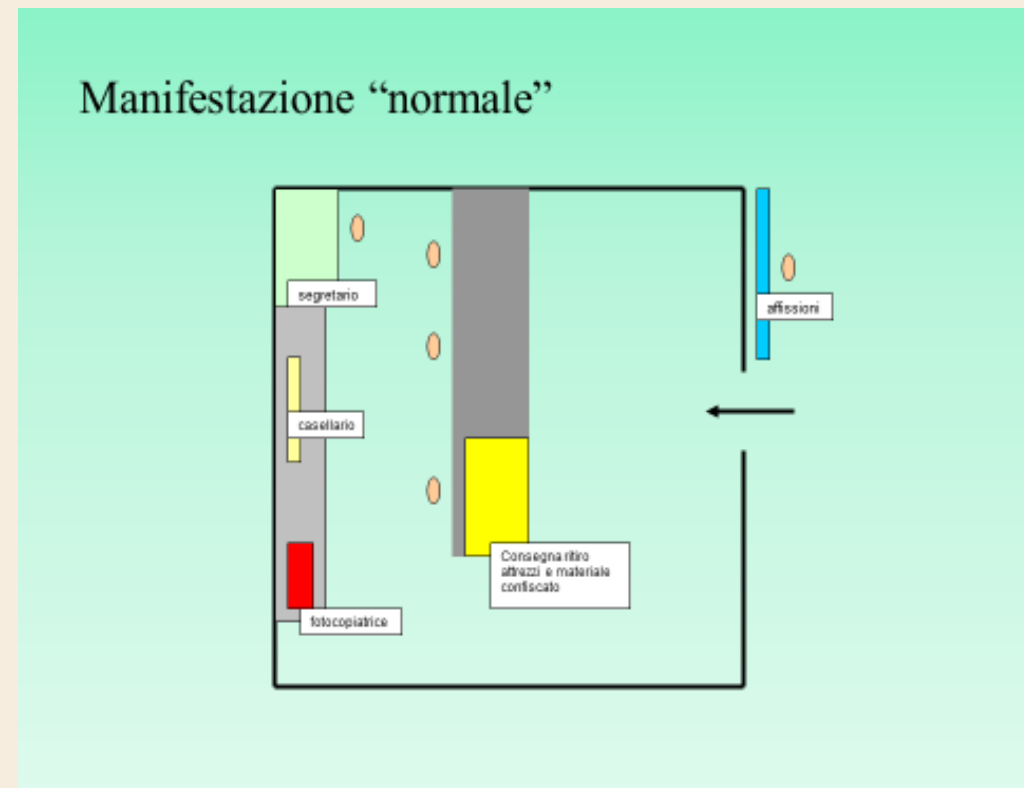 Manifestazione “normale”
segretario
affissioni
casellario
Consegna ritiro
attrezzi e materiale
confiscato
fotocopiatrice